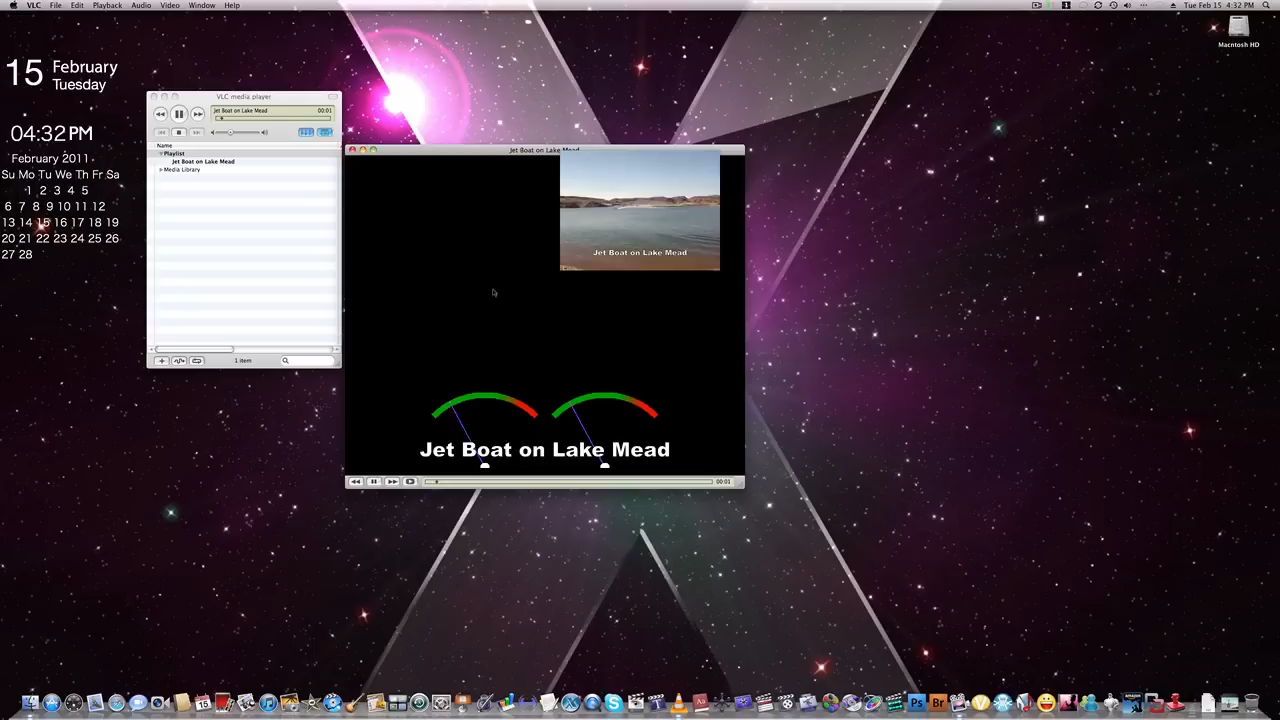 VLC File Edit Playback Audio Video Window Help
Tue Feb 15 4:32 PM
Macintosh HD
15 February
Tuesday
04:32 PM
February 2011
Su Mo Tu We Th Fr Sa
1 2 3 4 5
6 7 8 9 10 11 12
13 14 15 16 17 18 19
20 21 22 23 24 25 26
27 28
VLC media player
Jet Boat on Lake Mead 00:01
Name
Playlist
Jet Boat on Lake Mead
Media Library
1 item
Jet Boat on Lake Mead
Jet Boat on Lake Mead
Jet Boat on Lake Mead
00:01
15
Ps Br